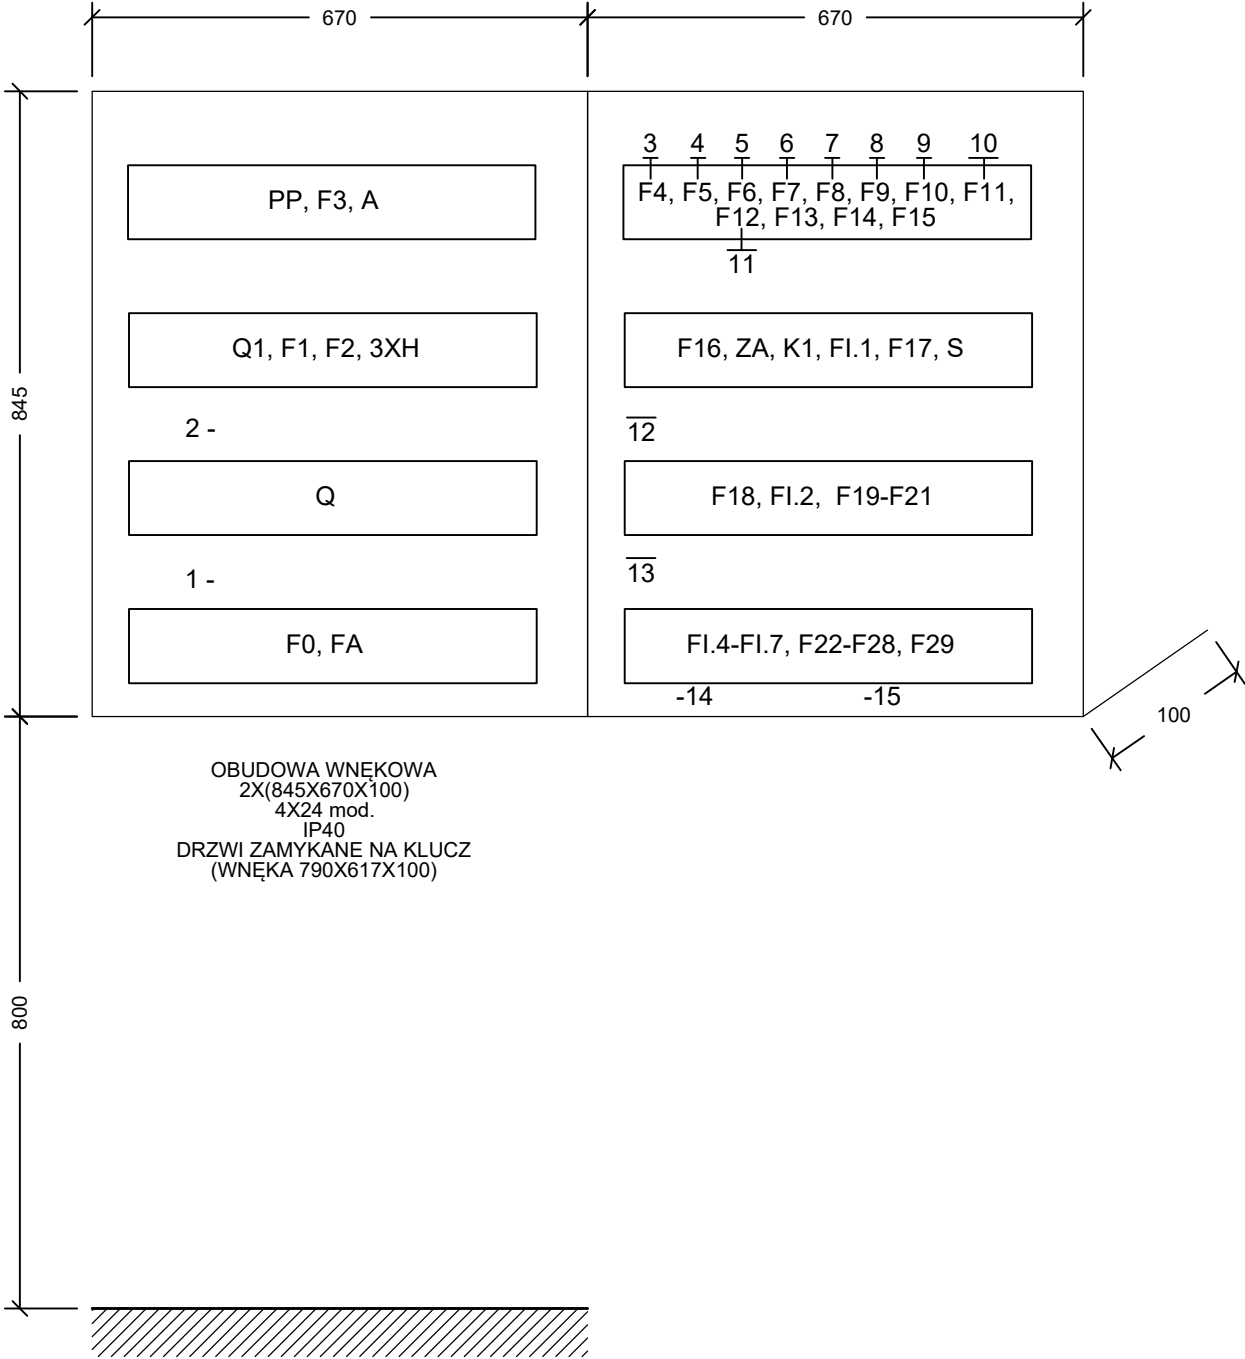 670
670
3 4 5 6 7 8 9 10
PP, F3, A
F4, F5, F6, F7, F8, F9, F10, F11,
F12, F13, F14, F15
11
845
Q1, F1, F2, 3XH
F16, ZA, K1, FI.1, F17, S
2 -
12
Q
F18, FI.2, F19-F21
1 -
13
F0, FA
FI.4-FI.7, F22-F28, F29
-14
-15
100
OBUDOWA WNĘKOWA
2X(845X670X100)
4X24 mod.
IP40
DRZWI ZAMYKANE NA KLUCZ
(WNĘKA 790X617X100)
800